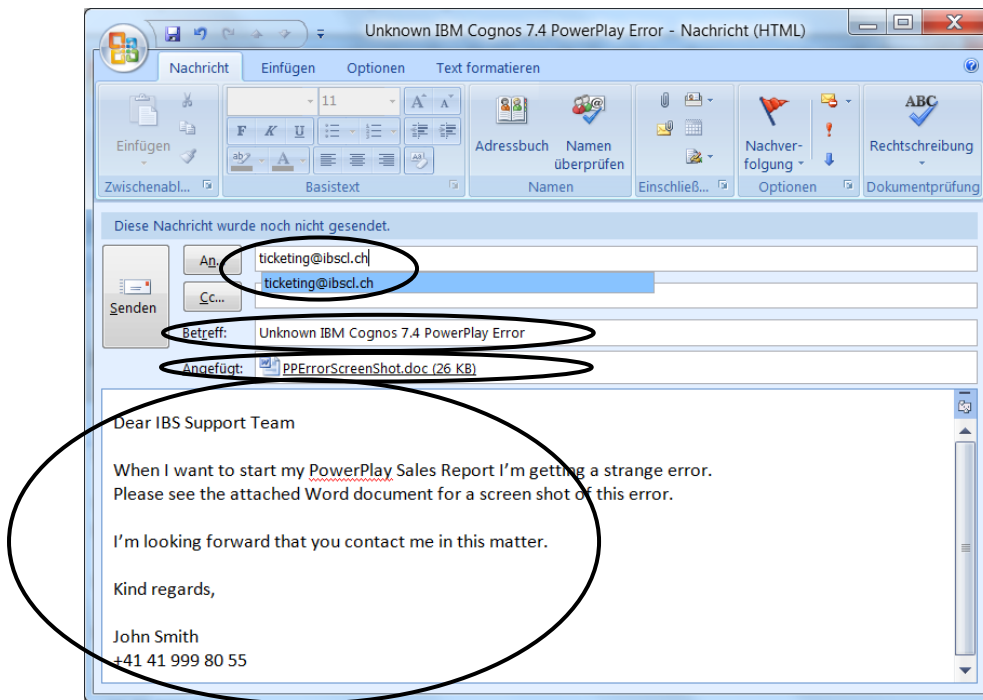 Unknown IBM Cognos 7.4 PowerPlay Error - Nachricht (HTML)
Nachricht Einfügen Optionen Text formatieren
Einfügen
11
A A
F K U
ab A
Adressbuch
Namen überprüfen
Nachver-
folgung
ABC
Rechtschreibung
Zwischenabl... Basistext Namen Einschließ... Optionen Dokumentprüfung
Diese Nachricht wurde noch nicht gesendet.
Senden
An... ticketing@ibscl.ch
ticketing@ibscl.ch
Cc...
Betreff: Unknown IBM Cognos 7.4 PowerPlay Error
Angefügt: PPErrorScreenShot.doc (26 KB)
Dear IBS Support Team
When I want to start my PowerPlay Sales Report I'm getting a strange error.
Please see the attached Word document for a screen shot of this error.
I'm looking forward that you contact me in this matter.
Kind regards,
John Smith
+41 41 999 80 55